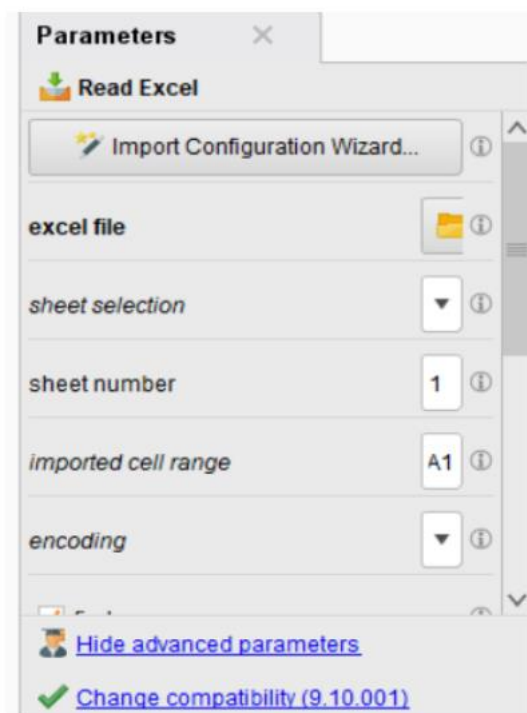 Parameters
Read Excel
Import Configuration Wizard...
excel file
sheet selection
sheet number 1
imported cell range A1
encoding
Hide advanced parameters
Change compatibility (9.10.001)